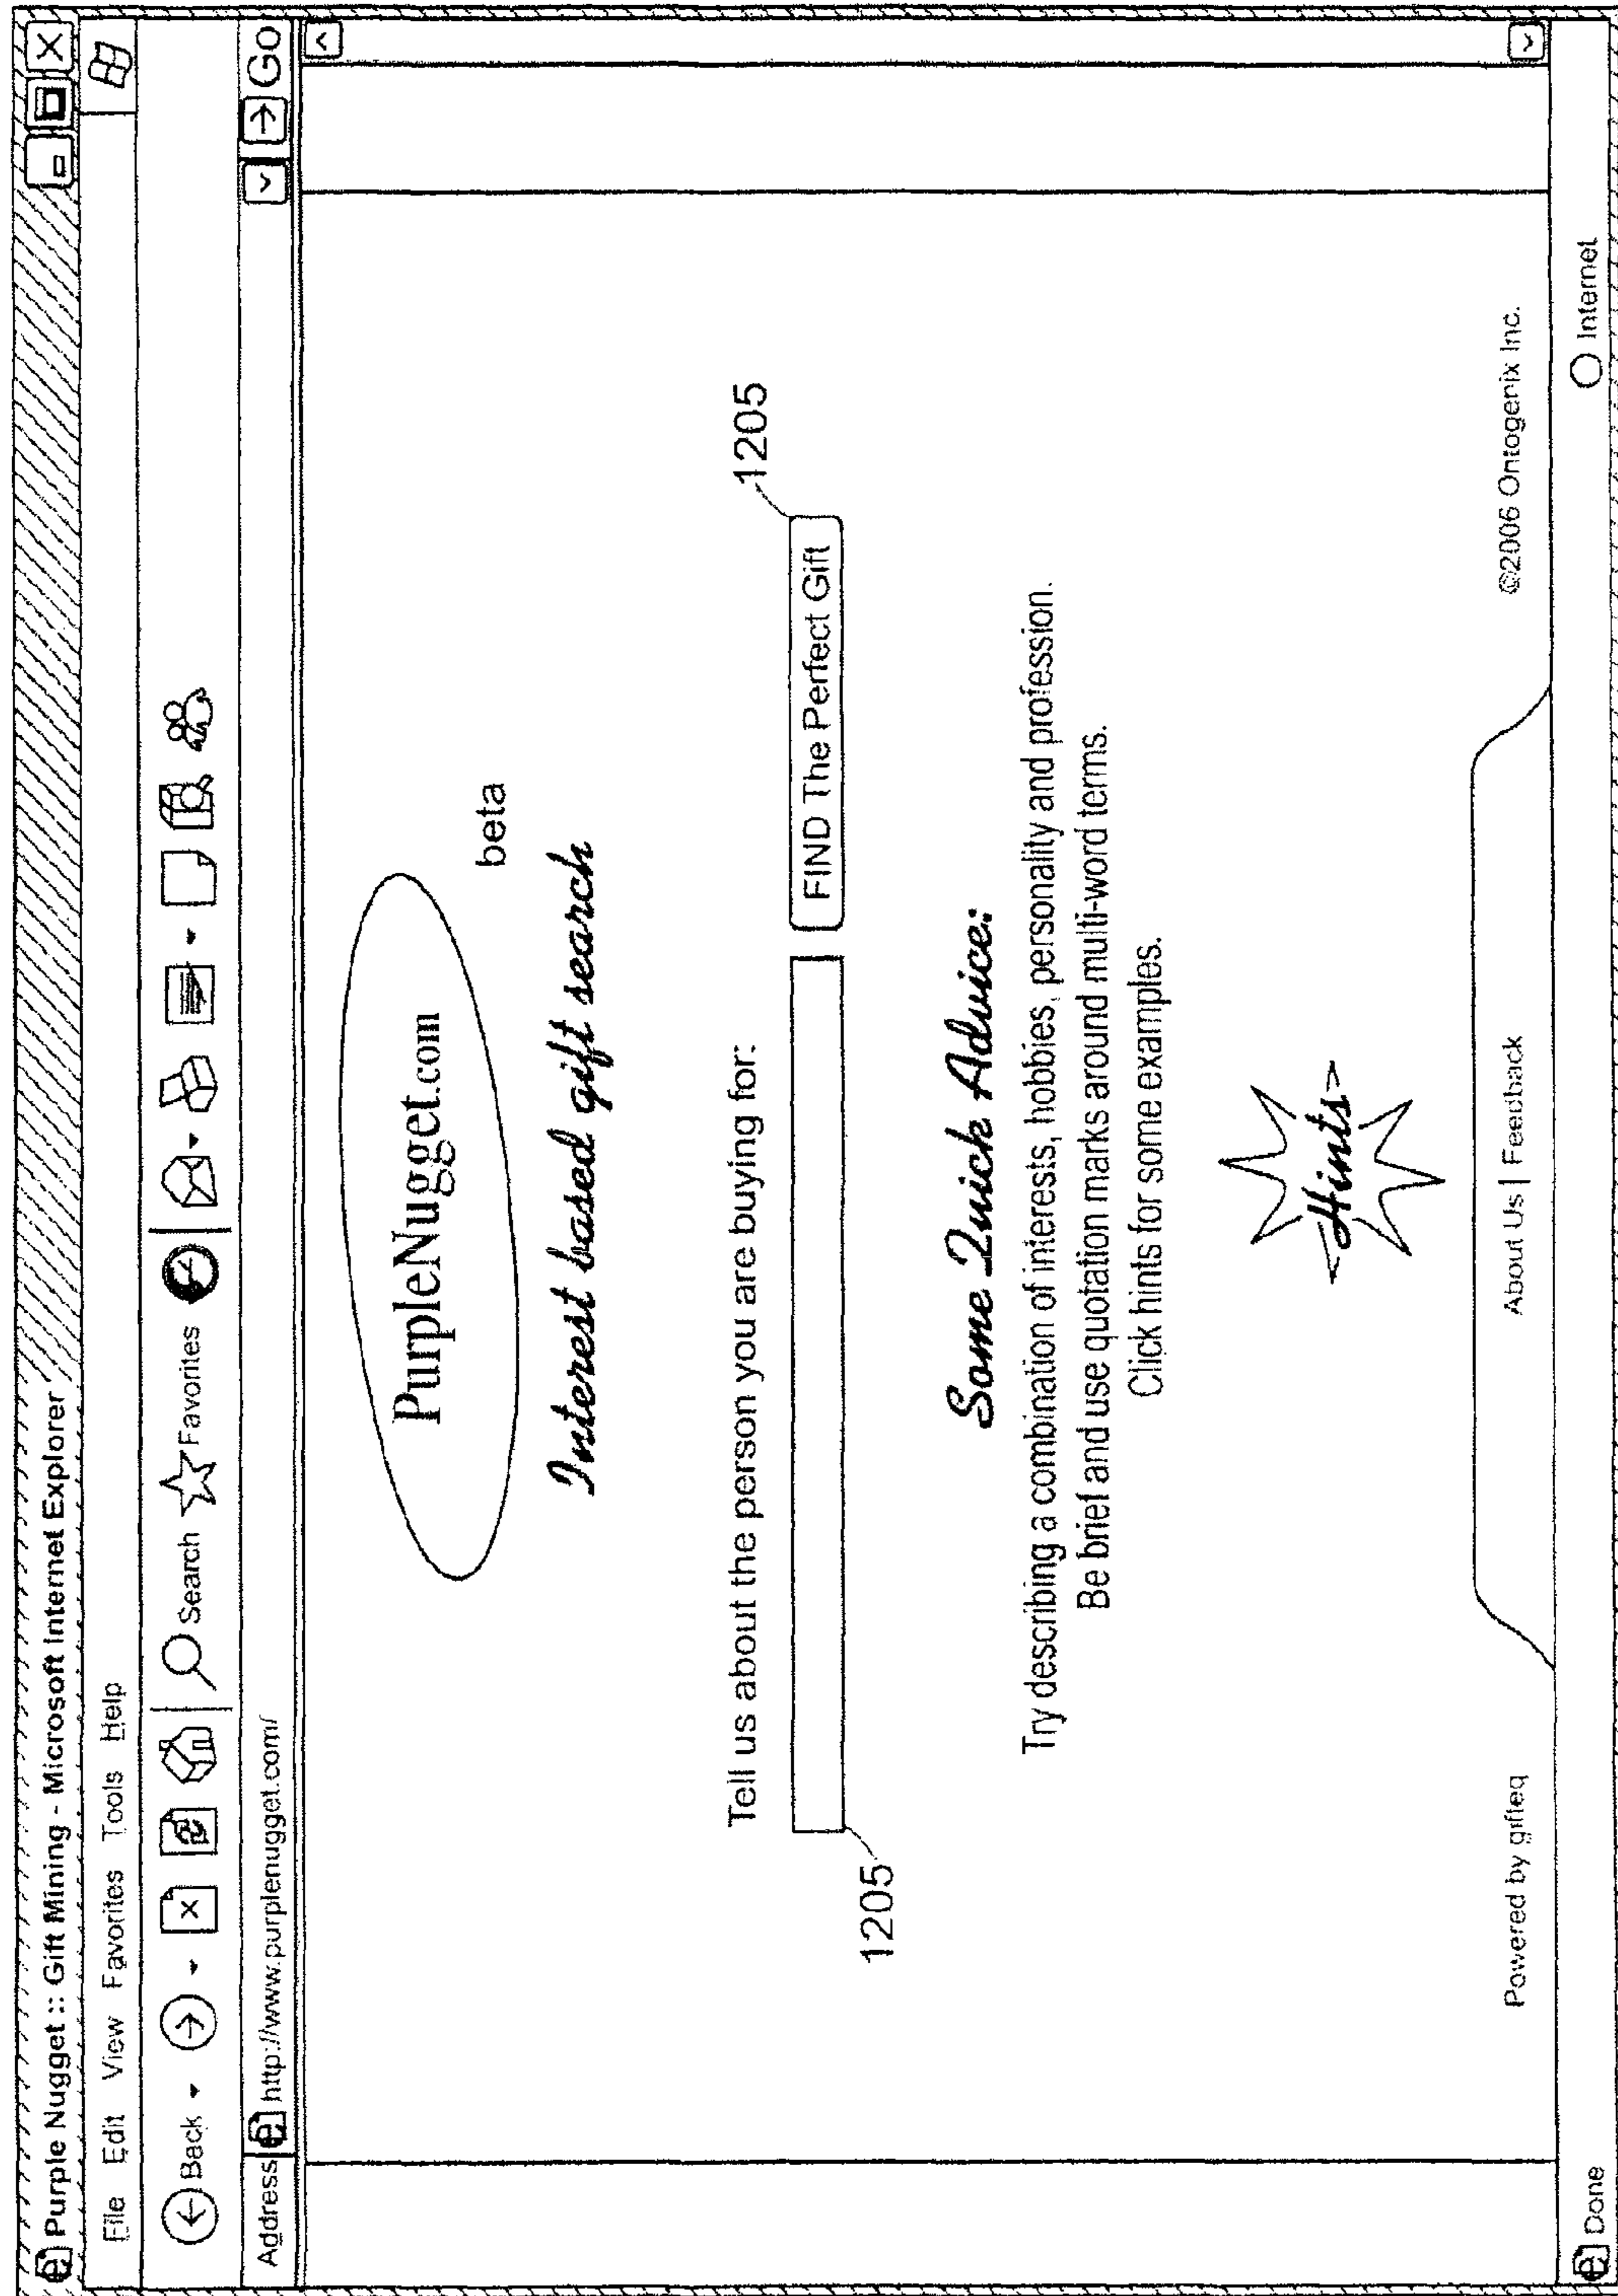 Purple Nugget :: Gift Mining - Microsoft Internet Explorer
File Edit View Favorites Tools Help
Back Search Favorites
Address http://www.purplenugget.com/ Go
PurpleNugget.com
beta
Interest based gift search
Tell us about the person you are buying for:
1205
FIND The Perfect Gift
1205
Some Quick Advice:
Try describing a combination of interests, hobbies, personality and profession.
Be brief and use quotation marks around multi-word terms.
Click hints for some examples.
Hints
Powered by gifteq About Us | Feedback ©2006 Ontogenix Inc.
Done Internet